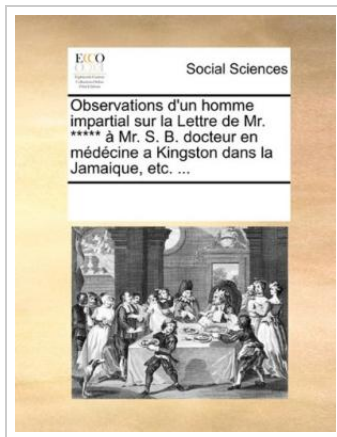 ECCO
Social Sciences
Observations d'un homme
impartial sur la Lettre de Mr.
***** à Mr. S. B. docteur en
médécine a Kingston dans la
Jamaique, etc. ...